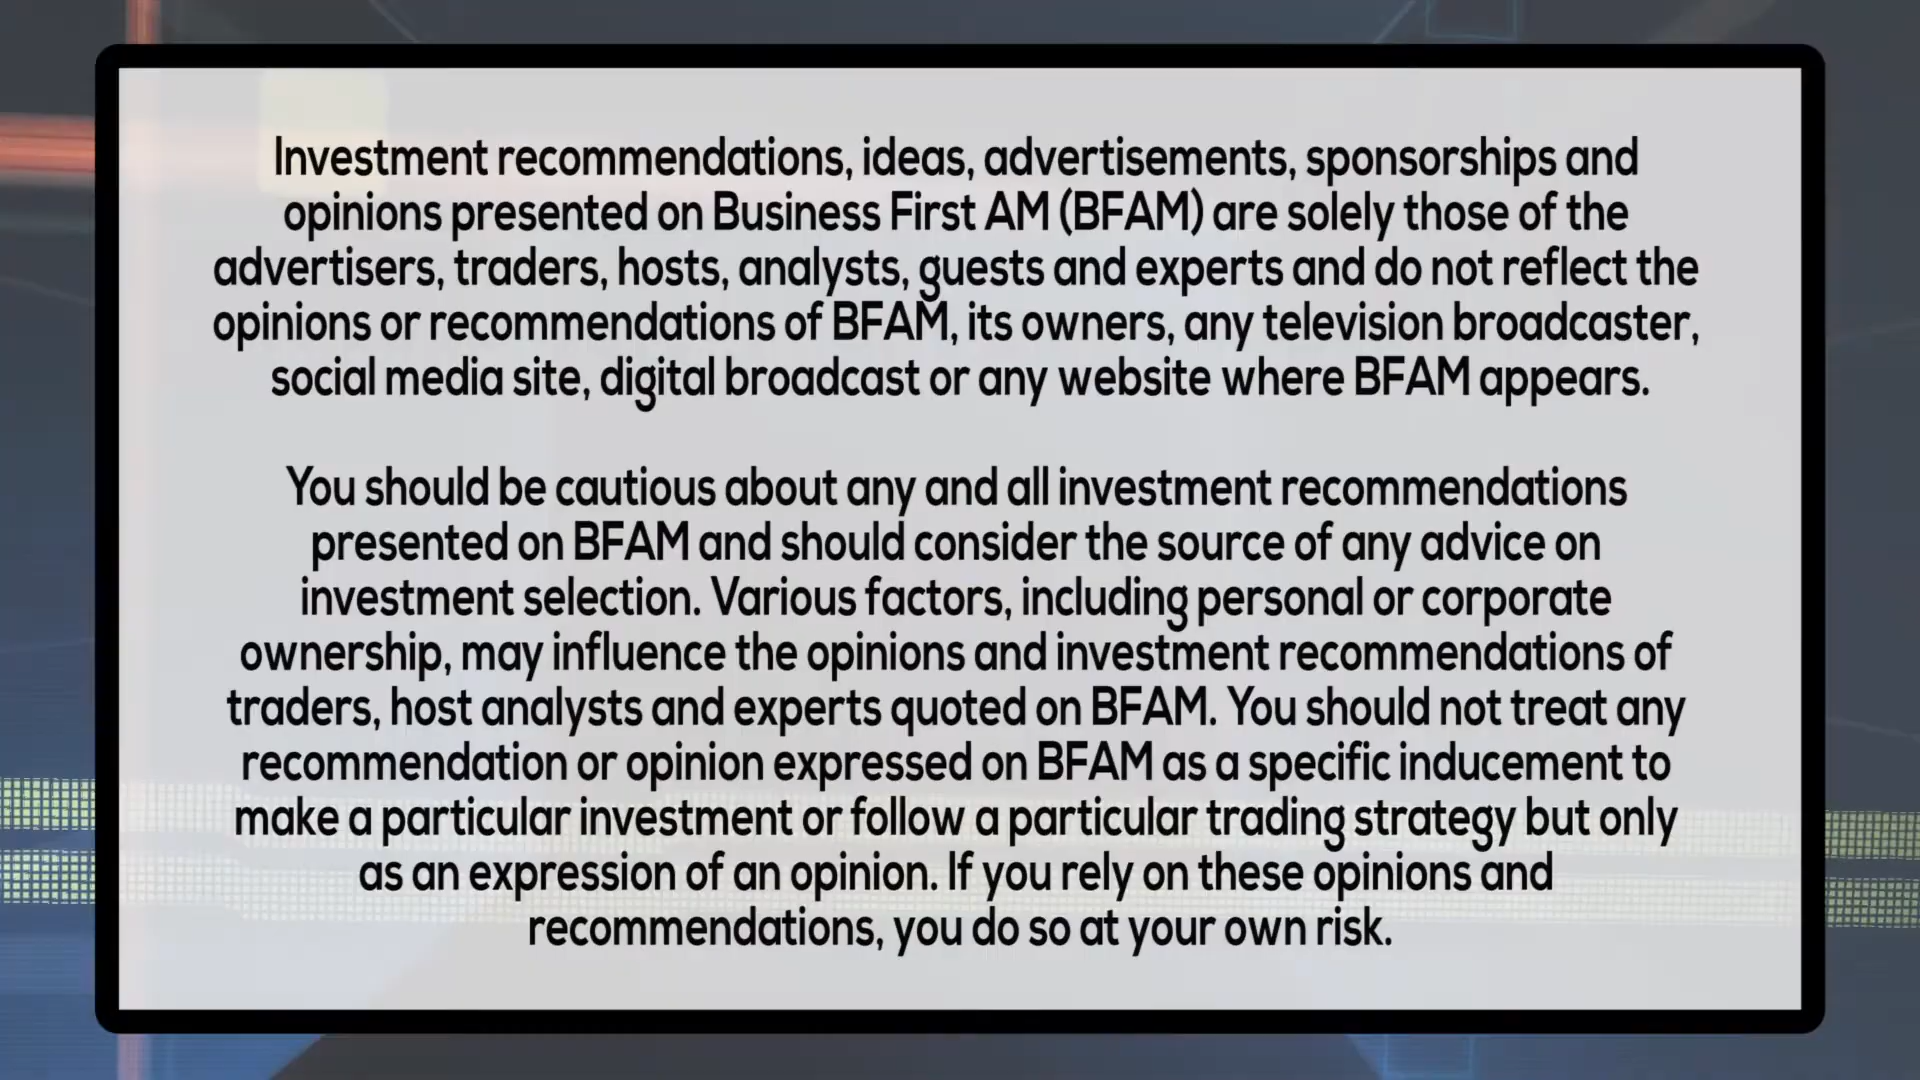 Investment recommendations, ideas, advertisements, sponsorships and
opinions presented on Business First AM (BFAM) are solely those of the
advertisers, traders, hosts, analysts, guests and experts and do not reflect the
opinions or recommendations of BFAM, its owners, any television broadcaster,
social media site, digital broadcast or any website where BFAM appears.
You should be cautious about any and all investment recommendations
presented on BFAM and should consider the source of any advice on
investment selection. Various factors, including personal or corporate
ownership, may influence the opinions and investment recommendations of
traders, host analysts and experts quoted on BFAM. You should not treat any
recommendation or opinion expressed on BFAM as a specific inducement to
make a particular investment or follow a particular trading strategy but only
as an expression of an opinion. If you rely on these opinions and
recommendations, you do so at your own risk.